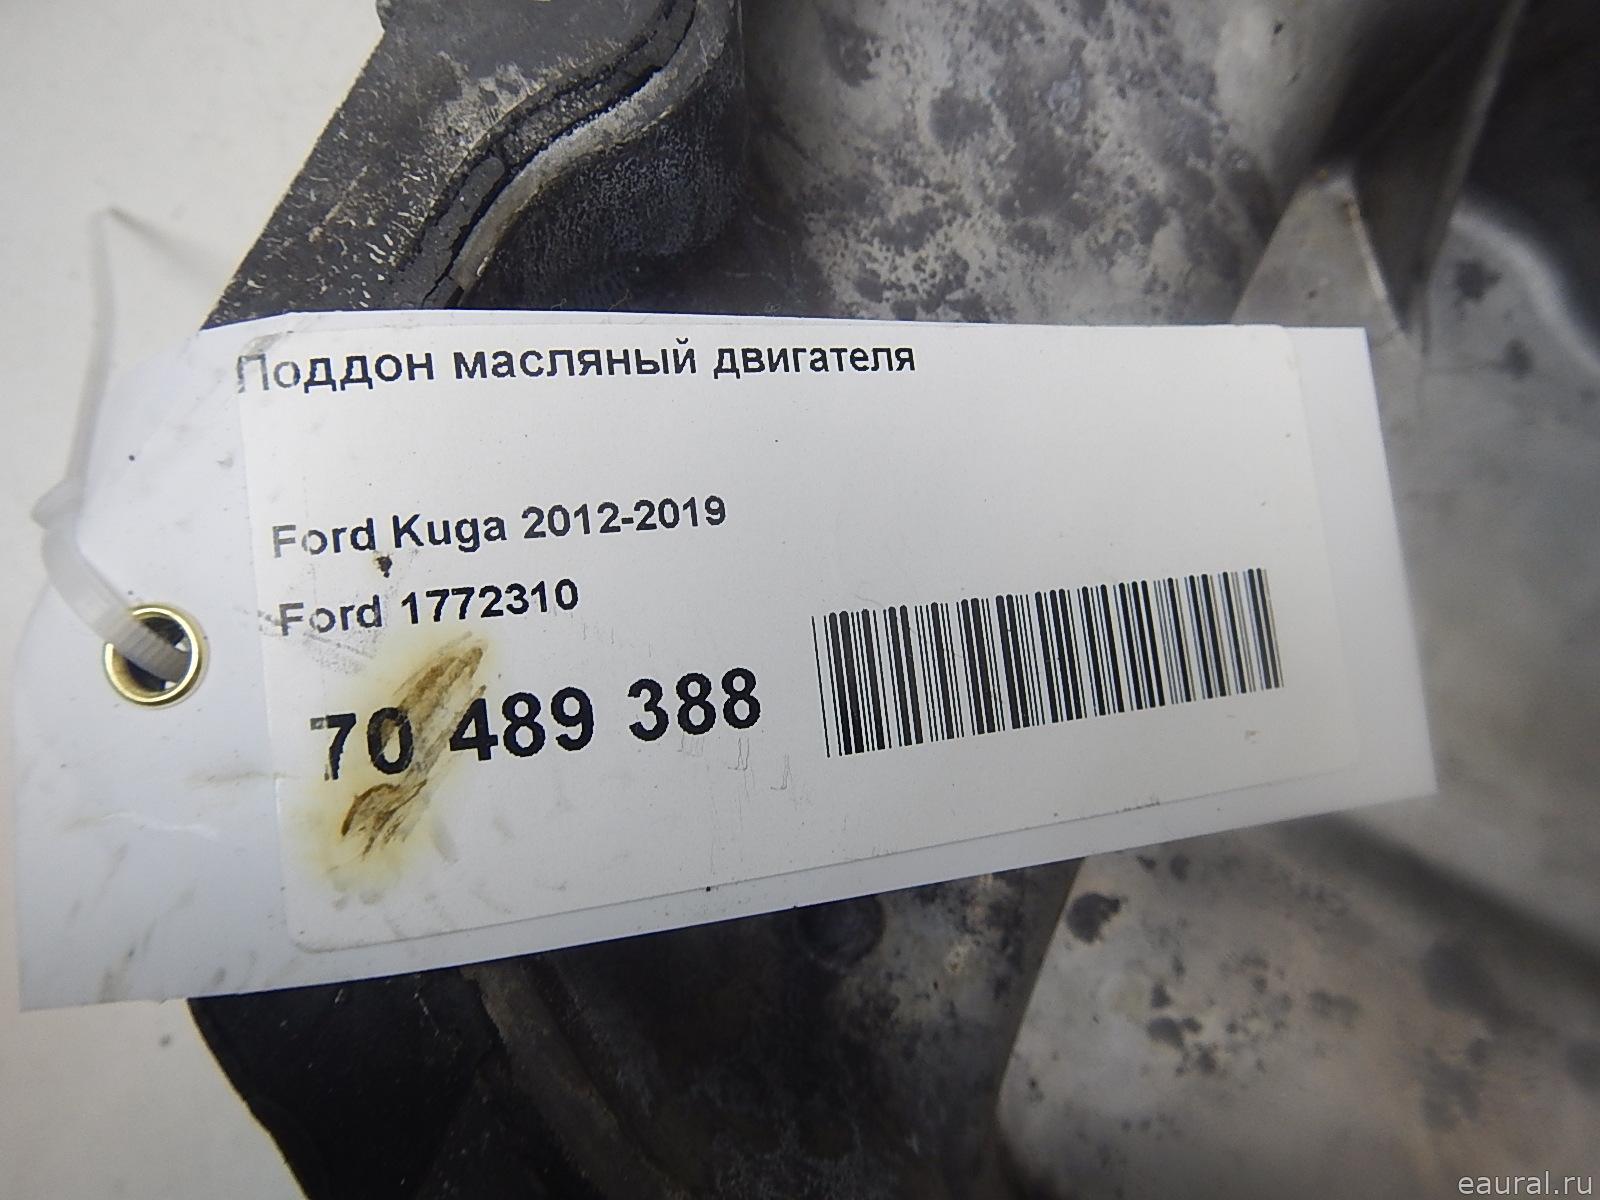 Поддон масляный двигателя
Ford Kuga 2012-2019
Ford 1772310
70 489 388
eaural.ru